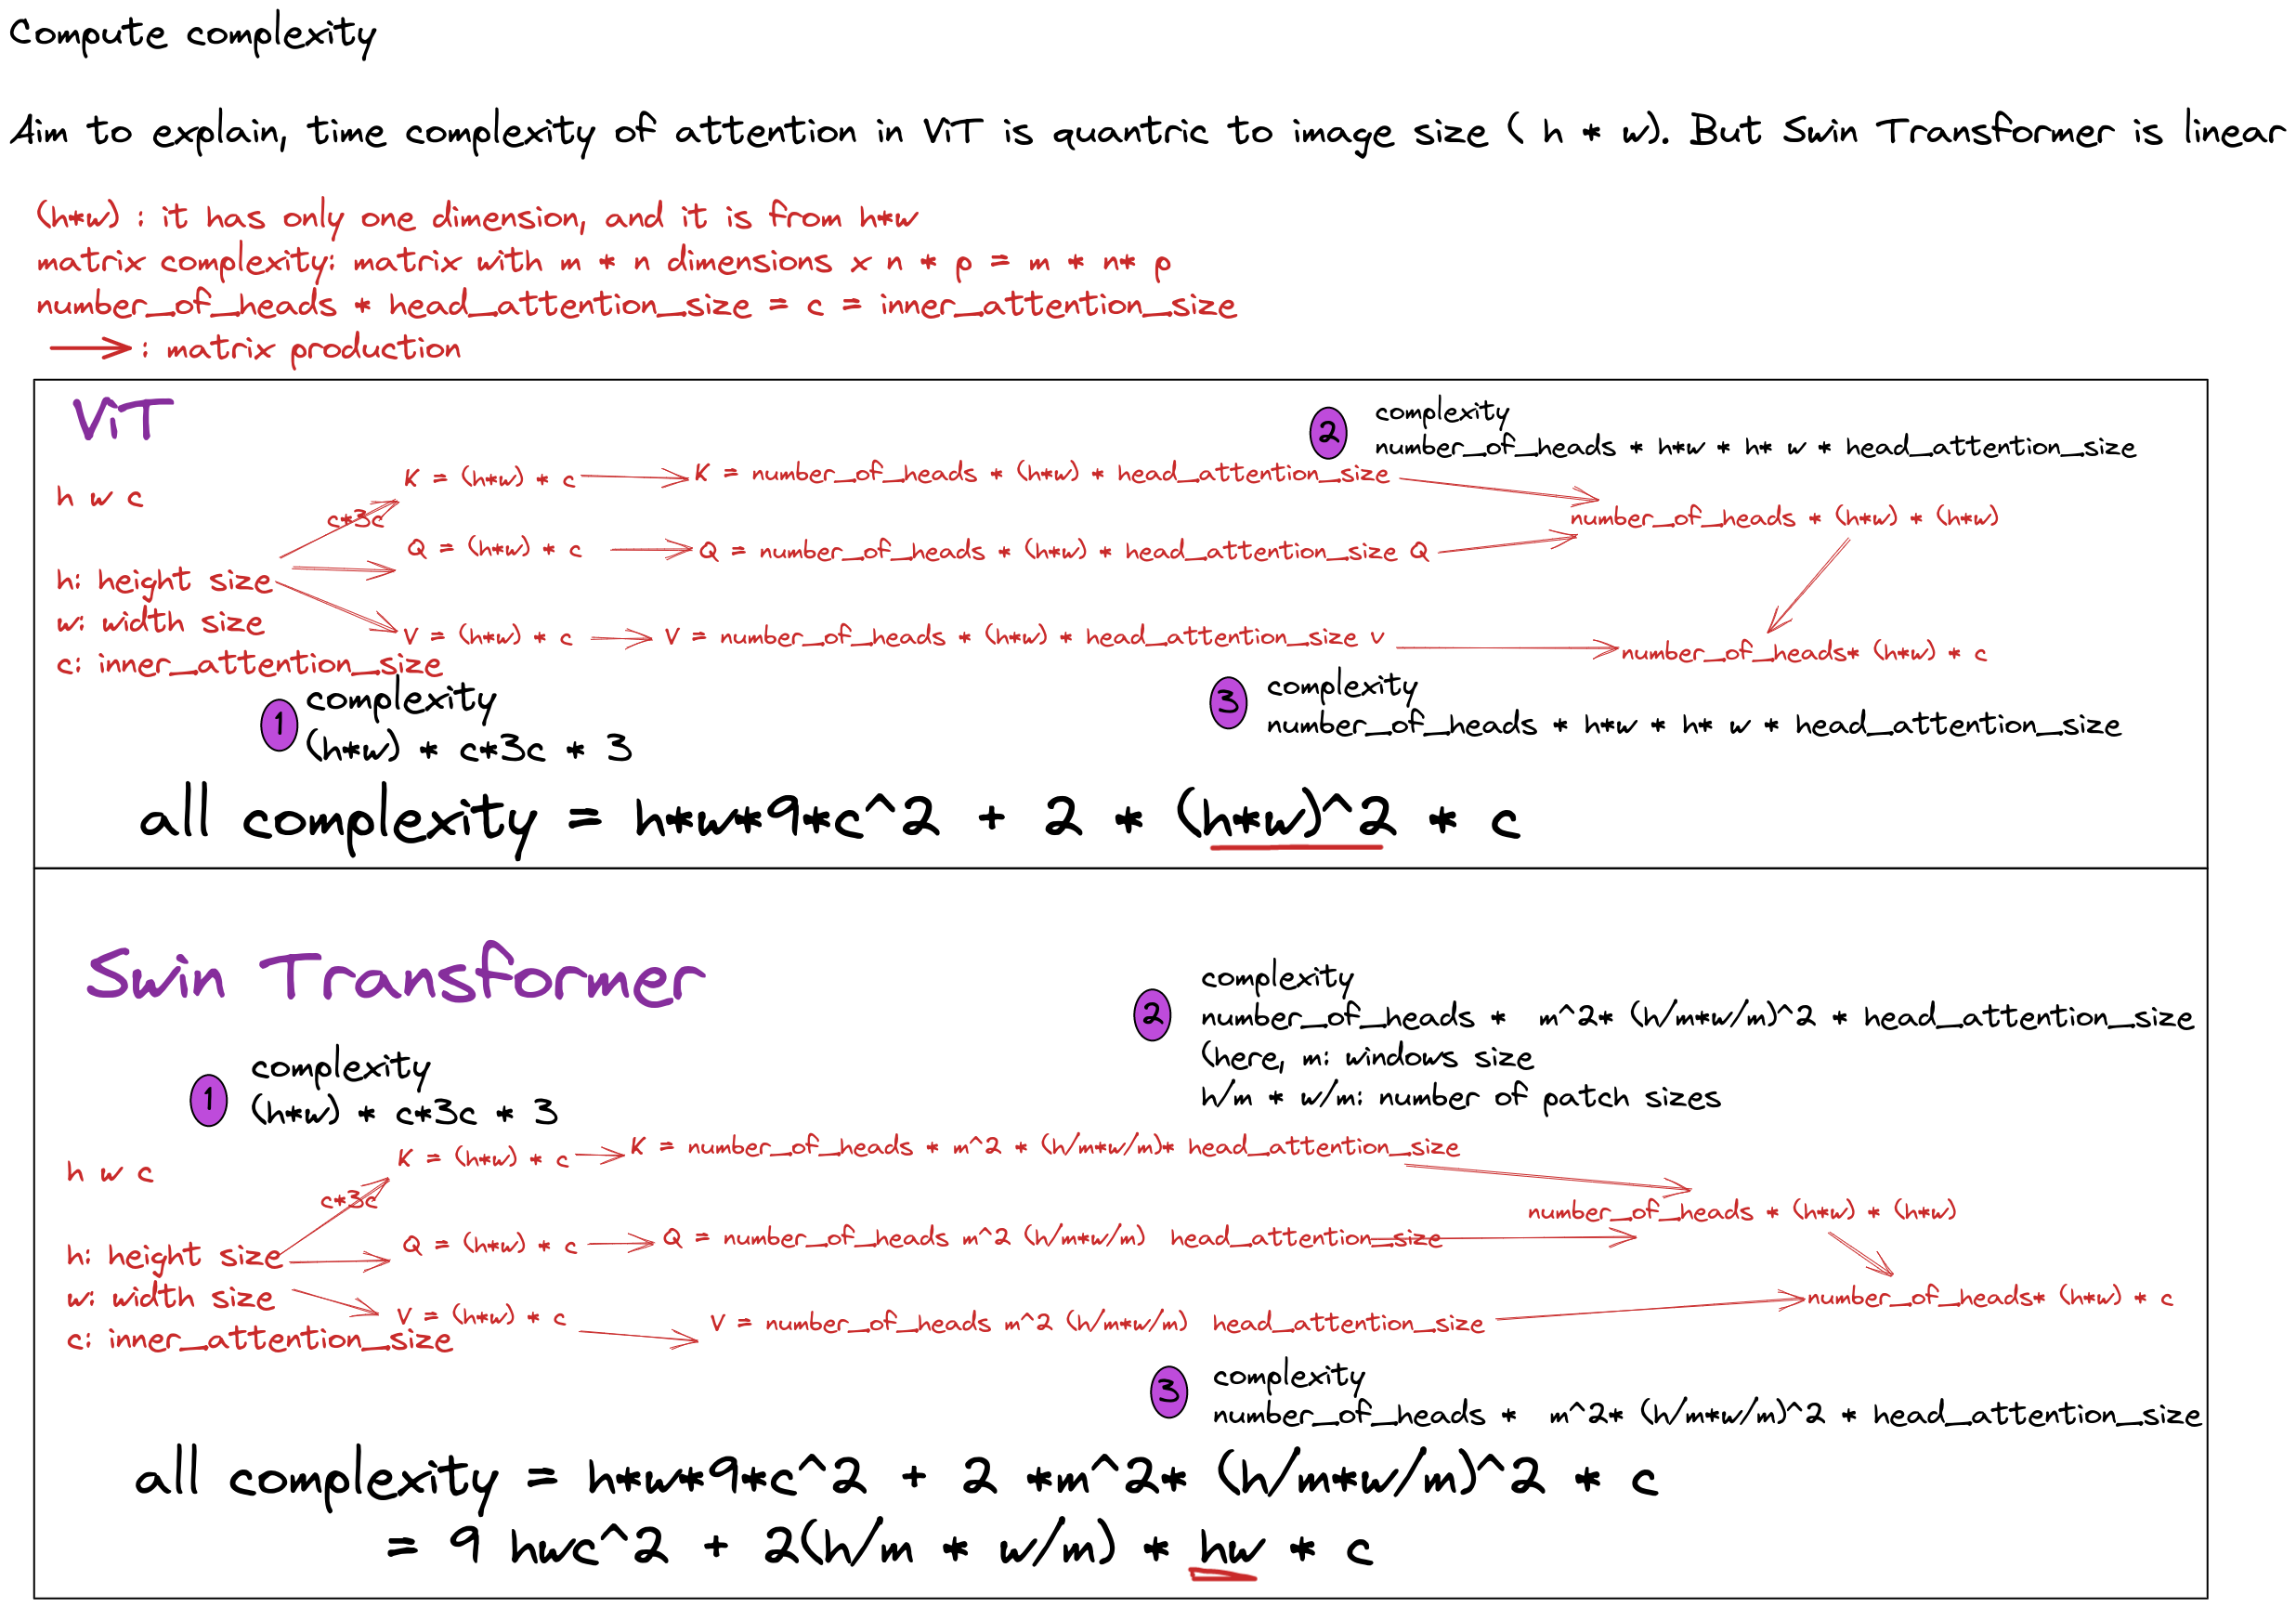 Compute complexity
Aim to explain, time complexity of attention in ViT is quantric to image size ( h * w). But Swin Transformer is linear
(h*w) : it has only one dimension, and it is from h*w
matrix complexity: matrix with m * n dimensions x n * p = m * n* p
number_of_heads * head_attention_size = c = inner_attention_size
: matrix production
ViT
2
complexity
number_of_heads * h*w * h* w * head_attention_size
h w c
c*3c
K = (h*w) * c
K = number_of_heads * (h*w) * head_attention_size
number_of_heads * (h*w) * (h*w)
Q = (h*w) * c
Q = number_of_heads * (h*w) * head_attention_size Q
h: height size
w: width size
c: inner_attention_size
V = (h*w) * c
V = number_of_heads * (h*w) * head_attention_size v
number_of_heads* (h*w) * c
1
complexity
(h*w) * c*3c * 3
3
complexity
number_of_heads * h*w * h* w * head_attention_size
all complexity = h*w*9*c^2 + 2 * (h*w)^2 * c
Swin Transformer
2
complexity
number_of_heads * m^2* (h/m*w/m)^2 * head_attention_size
(here, m: windows size
h/m * w/m: number of patch sizes
1
complexity
(h*w) * c*3c * 3
h w c
c*3c
K = (h*w) * c
K = number_of_heads * m^2 * (h/m*w/m)* head_attention_size
number_of_heads * (h*w) * (h*w)
Q = (h*w) * c
Q = number_of_heads m^2 (h/m*w/m) head_attention_size
h: height size
w: width size
c: inner_attention_size
V = (h*w) * c
V = number_of_heads m^2 (h/m*w/m) head_attention_size
number_of_heads* (h*w) * c
3
complexity
number_of_heads * m^2* (h/m*w/m)^2 * head_attention_size
all complexity = h*w*9*c^2 + 2 *m^2* (h/m*w/m)^2 * c
= 9 hwc^2 + 2(h/m * w/m) * hw * c